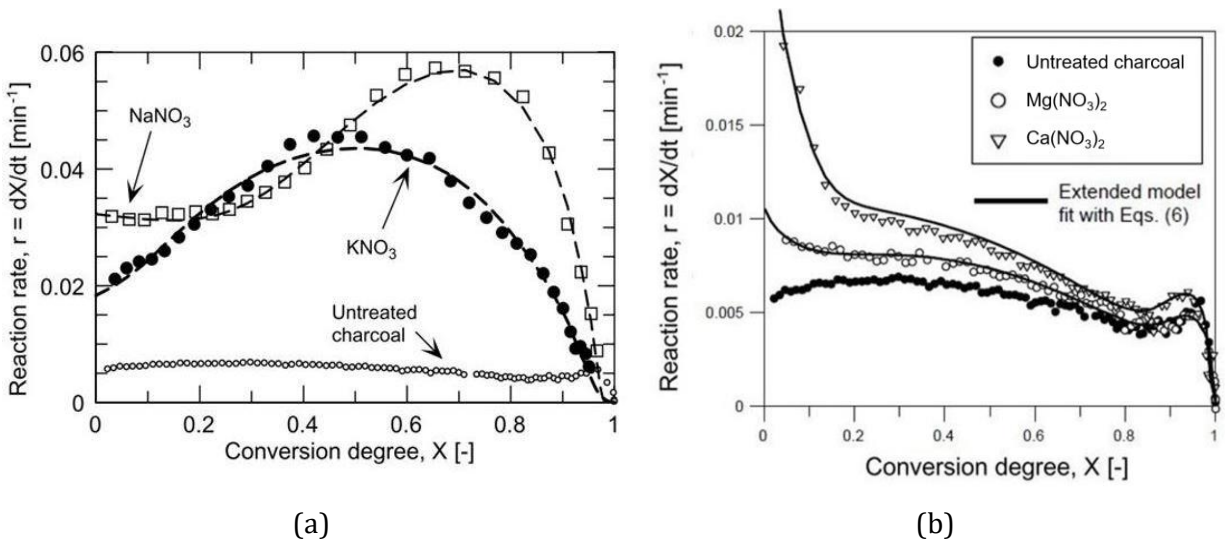 0.06
0.04
0.02
0
Reaction rate, r = dX/dt [min⁻¹]
NaNO₃
KNO₃
Untreated
charcoal
0 0.2 0.4 0.6 0.8 1
Conversion degree, X [-]
(a)
0.02
0.015
0.01
0.005
0
Reaction rate, r = dX/dt [min⁻¹]
Untreated charcoal
Mg(NO₃)₂
Ca(NO₃)₂
Extended model
fit with Eqs. (6)
0 0.2 0.4 0.6 0.8 1
Conversion degree, X [-]
(b)